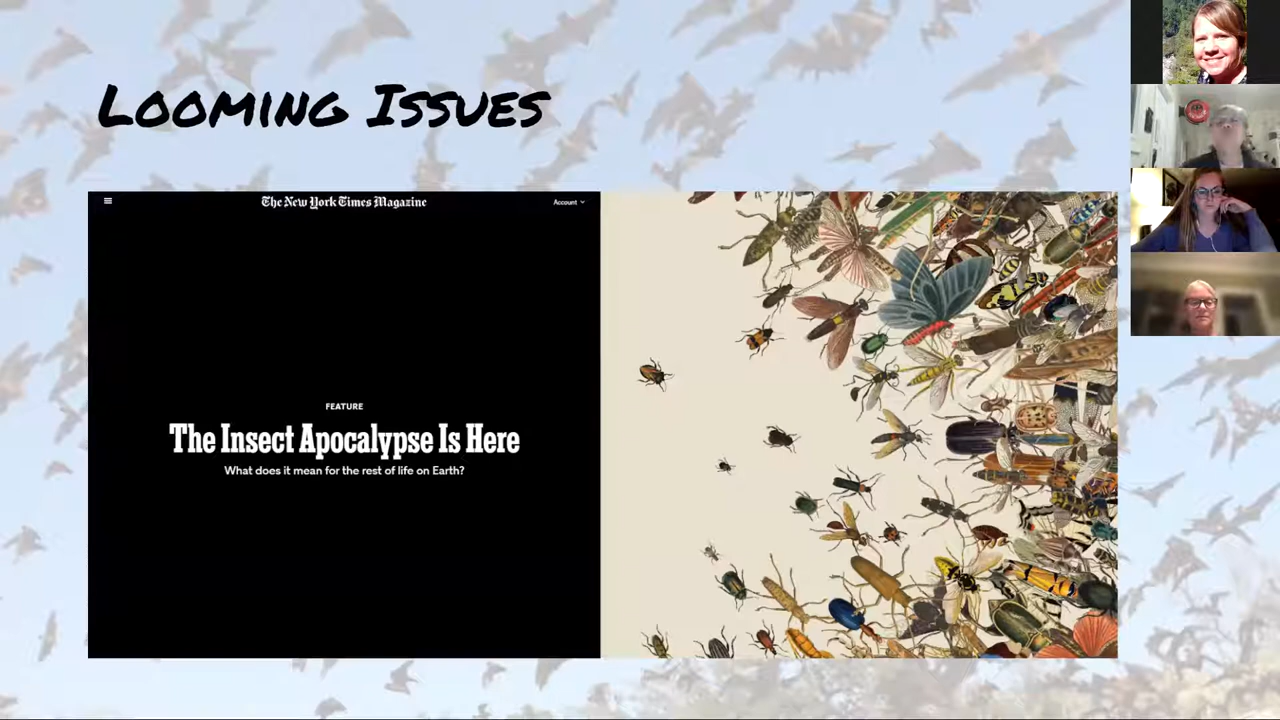 Looming Issues
The New York Times Magazine
Account
FEATURE
The Insect Apocalypse Is Here
What does it mean for the rest of life on Earth?